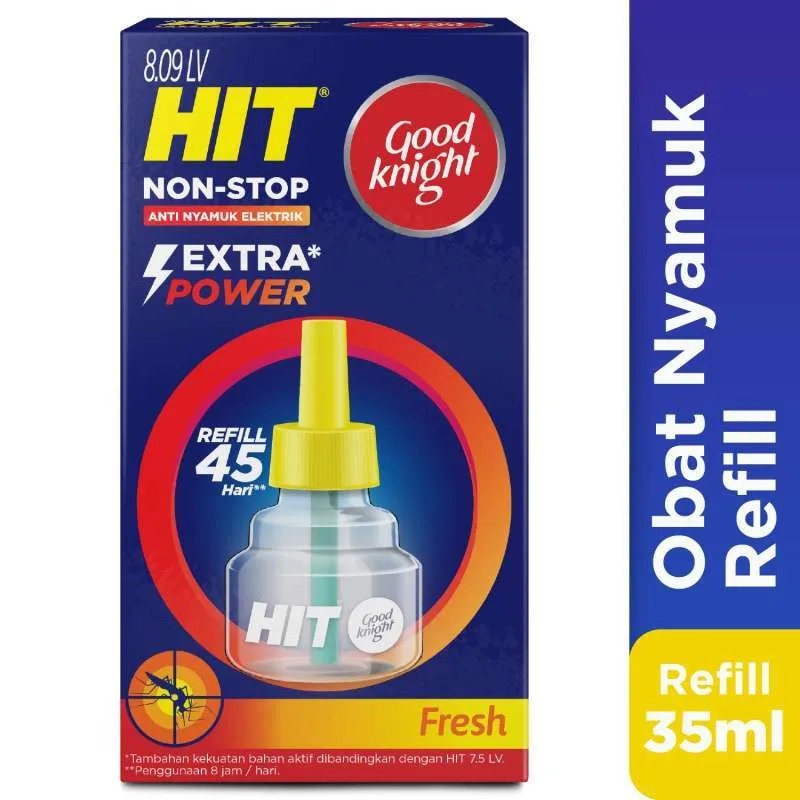 8.09 LV
HIT®
NON-STOP
ANTI NYAMUK ELEKTRIK
EXTRA*
POWER
Good
knight
REFILL
45
Hari**
HIT
Good
knight
Fresh
*Tambahan kekuatan bahan aktif dibandingkan dengan HIT 7.5 LV.
**Penggunaan 8 jam / hari.
Obat Nyamuk
Refill
Refill
35ml